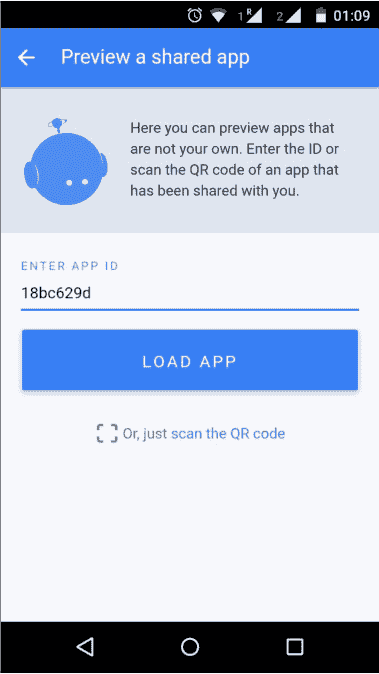 1 R 2 01:09
Preview a shared app
Here you can preview apps that
are not your own. Enter the ID or
scan the QR code of an app that
has been shared with you.
ENTER APP ID
18bc629d
LOAD APP
Or, just scan the QR code